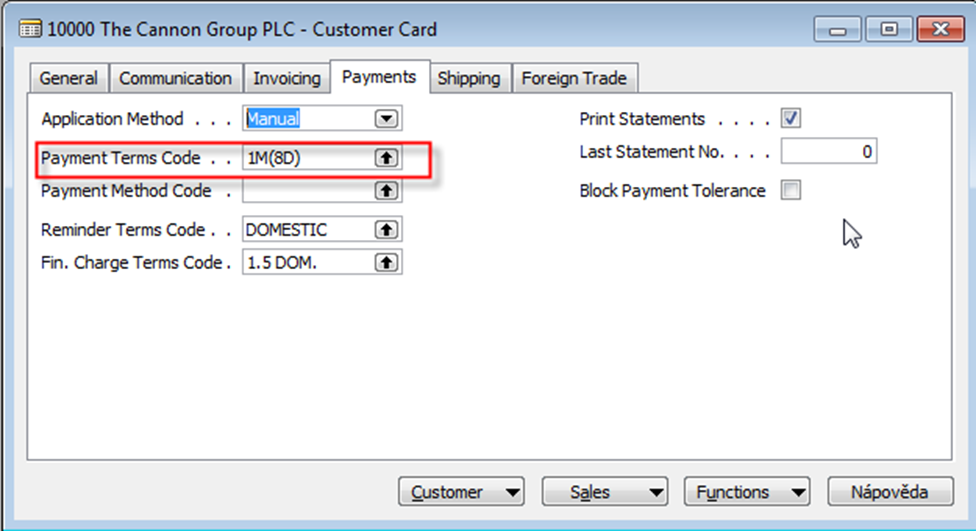 10000 The Cannon Group PLC - Customer Card
General Communication Invoicing Payments Shipping Foreign Trade
Application Method . . . Manual
Payment Terms Code . . 1M(8D)
Payment Method Code .
Reminder Terms Code . . DOMESTIC
Fin. Charge Terms Code . 1.5 DOM.
Print Statements . . . .
Last Statement No. . . . 0
Block Payment Tolerance
Customer Sales Functions Nápověda